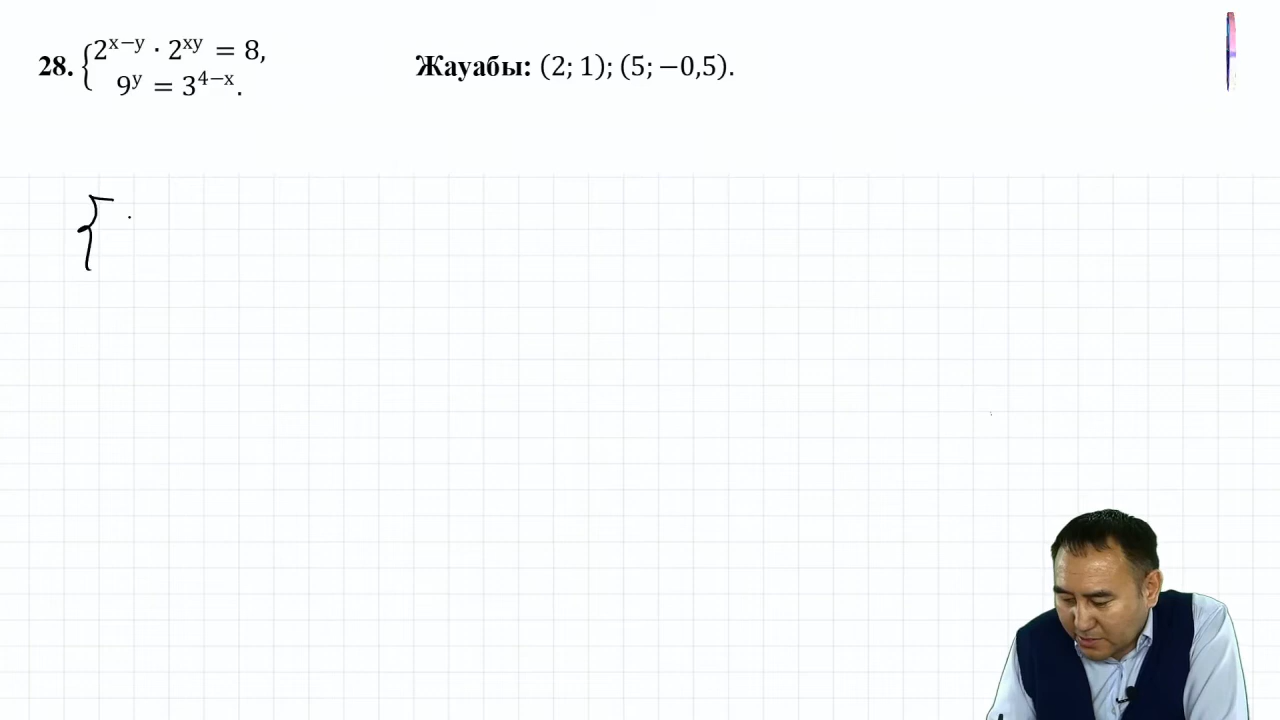 28. {2^{x−y} · 2^{xy} = 8,
9^y = 3^{4−x}.
Жауабы: (2; 1); (5; −0,5).